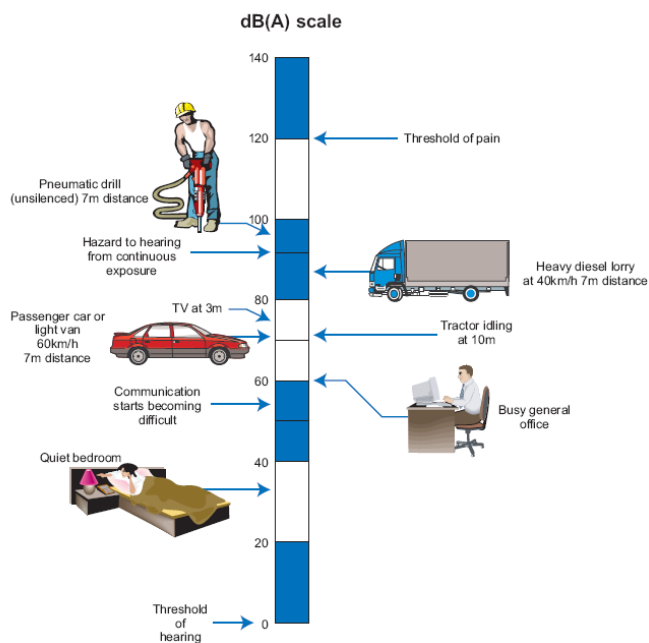 dB(A) scale
140
120
Threshold of pain
Pneumatic drill
(unsilenced) 7m distance
100
Hazard to hearing
from continuous
exposure
Heavy diesel lorry
at 40km/h 7m distance
80
TV at 3m
Passenger car or
light van
60km/h
7m distance
Tractor idling
at 10m
60
Communication
starts becoming
difficult
Busy general
office
Quiet bedroom
40
20
Threshold
of
hearing
0